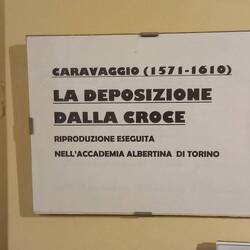 CARAVAGGIO (1571-1610)
LA DEPOSIZIONE
DALLA CROCE
RIPRODUZIONE ESEGUITA
NELL'ACCADEMIA ALBERTINA DI TORINO